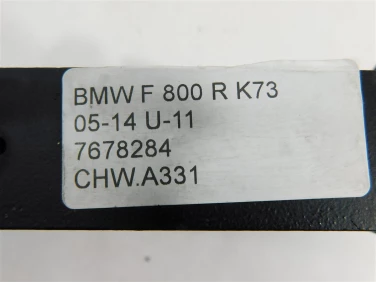 BMW F 800 R K73
05-14 U-11
7678284
CHW.A331